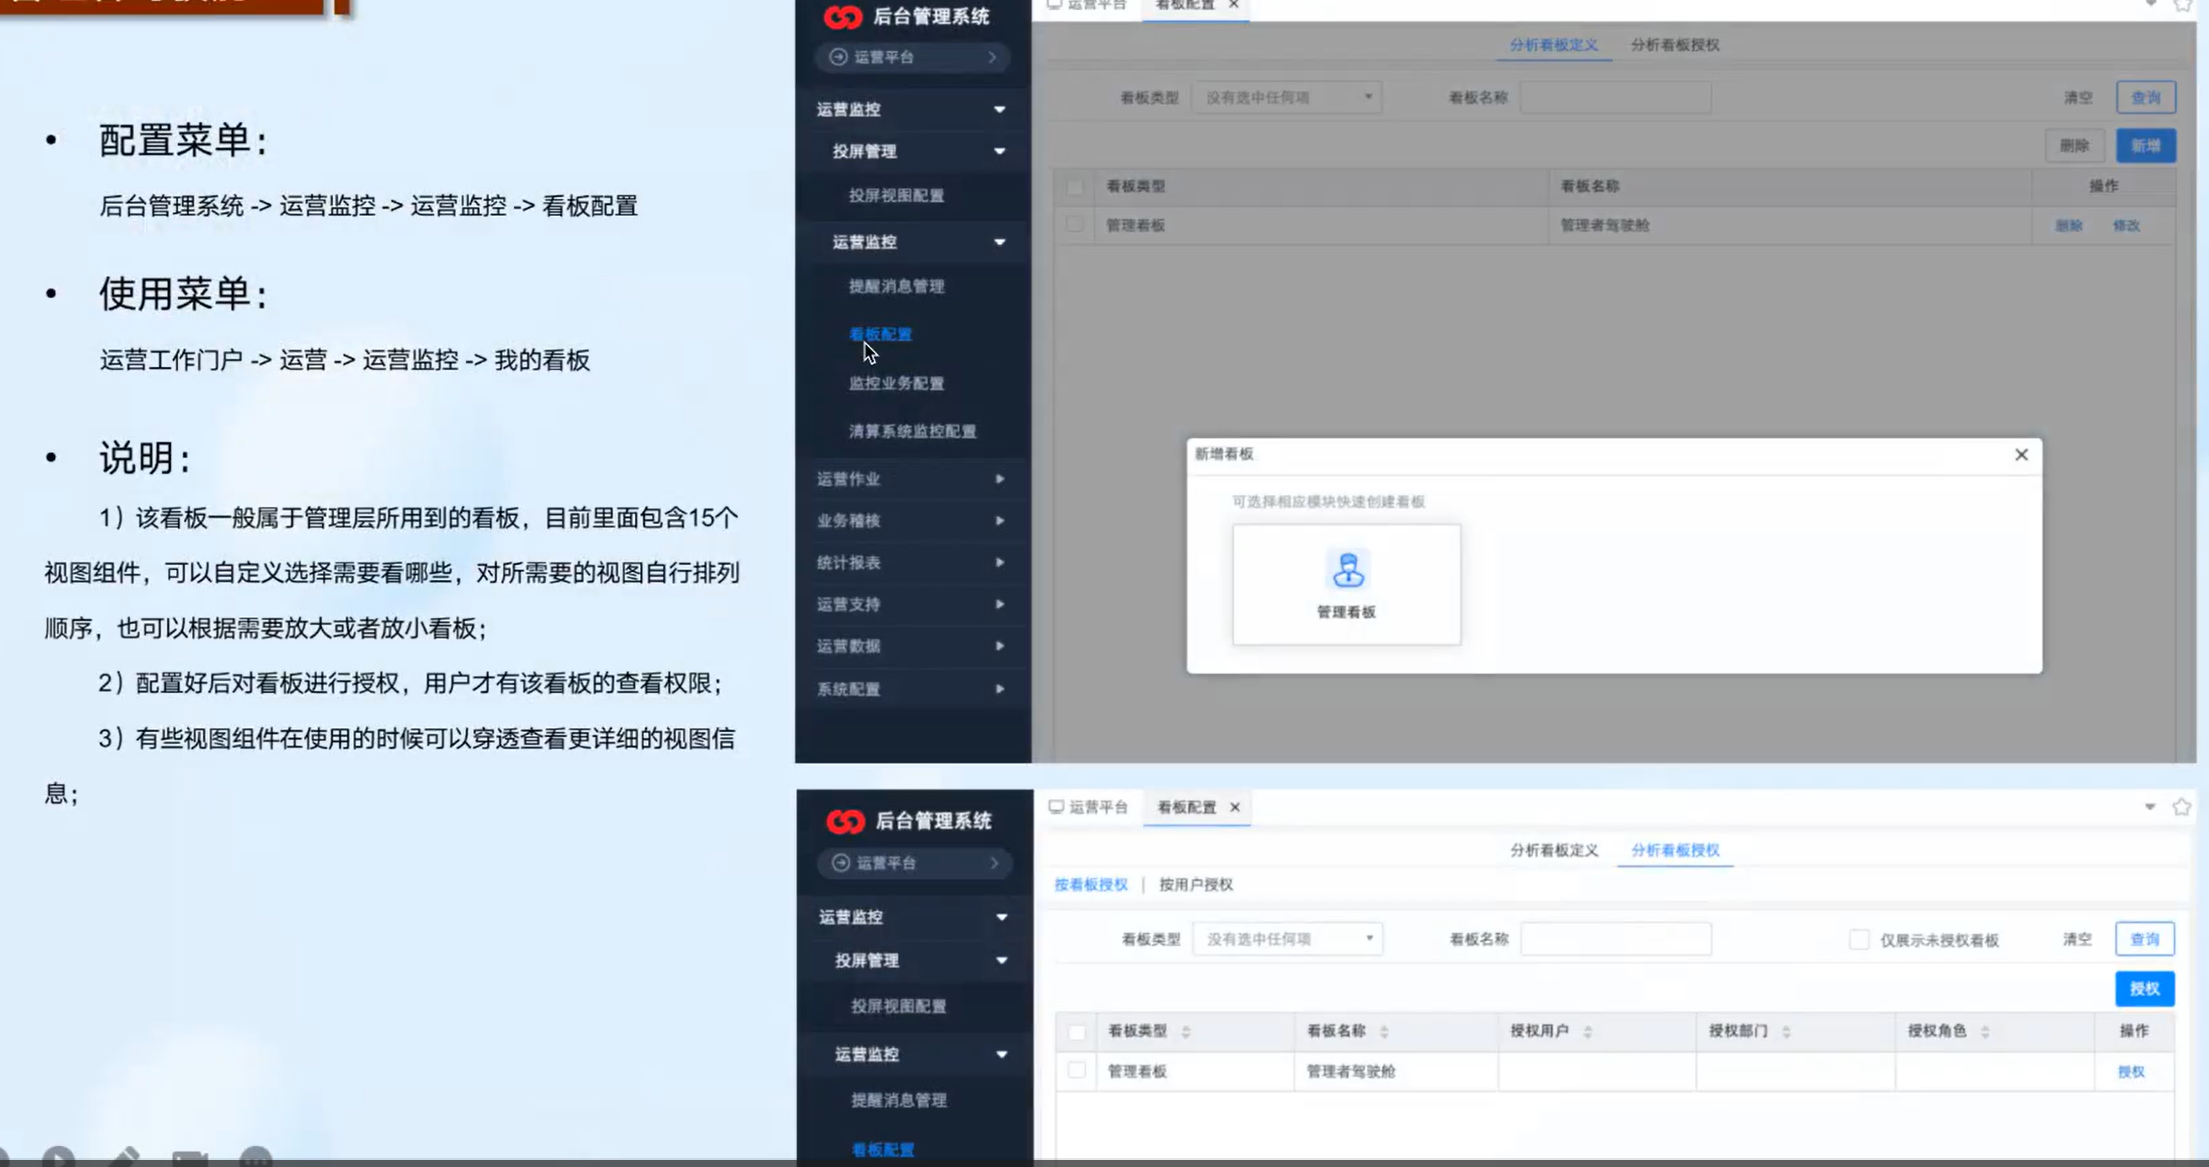 配置菜单：
后台管理系统 -> 运营监控 -> 运营监控 -> 看板配置
使用菜单：
运营工作门户 -> 运营 -> 运营监控 -> 我的看板
说明：
1）该看板一般属于管理层所用到的看板，目前里面包含15个
视图组件，可以自定义选择需要看哪些，对所需要的视图自行排列
顺序，也可以根据需要放大或者放小看板；
2）配置好后对看板进行授权，用户才有该看板的查看权限；
3）有些视图组件在使用的时候可以穿透查看更详细的视图信
息；
后台管理系统
运营平台
运营监控
投屏管理
投屏视图配置
运营监控
提醒消息管理
看板配置
监控业务配置
清算系统监控配置
运营作业
业务稽核
统计报表
运营支持
运营数据
系统配置
运营平台 看板配置
分析看板定义 分析看板授权
看板类型 没有选中任何项 看板名称 清空 查询
删除 新增
看板类型 看板名称 操作
管理看板 管理者驾驶舱 删除 修改
新增看板
可选择相应模块快速创建看板
管理看板
后台管理系统
运营平台
运营监控
投屏管理
投屏视图配置
运营监控
提醒消息管理
看板配置
运营平台 看板配置
分析看板定义 分析看板授权
按看板授权 | 按用户授权
看板类型 没有选中任何项 看板名称 仅展示未授权看板 清空 查询
授权
看板类型 看板名称 授权用户 授权部门 授权角色 操作
管理看板 管理者驾驶舱 授权